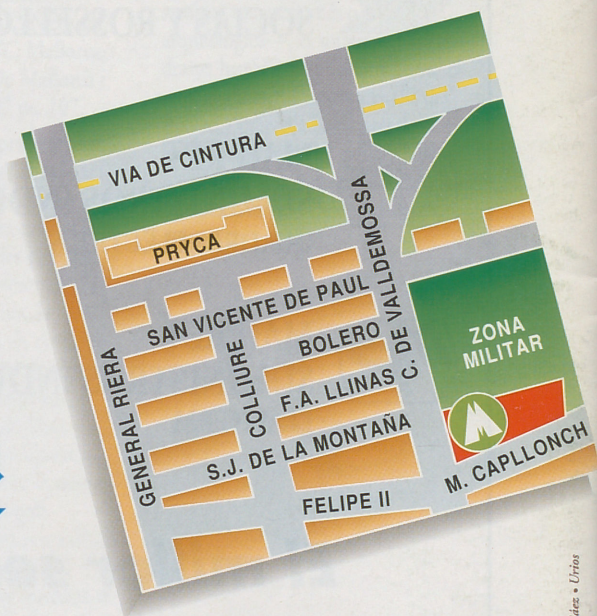 VIA DE CINTURA
PRYCA
SAN VICENTE DE PAUL
C. DE VALLDEMOSSA
BOLERO
ZONA
MILITAR
GENERAL RIERA
COLLIURE
F.A. LLINAS
S.J. DE LA MONTAÑA
FELIPE II
M. CAPLLONCH
Urios